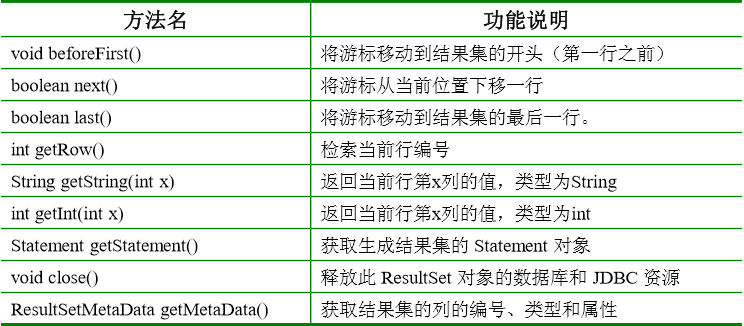 方法名 功能说明
void beforeFirst() 将游标移动到结果集的开头（第一行之前）
boolean next() 将游标从当前位置下移一行
boolean last() 将游标移动到结果集的最后一行。
int getRow() 检索当前行编号
String getString(int x) 返回当前行第x列的值，类型为String
int getInt(int x) 返回当前行第x列的值，类型为int
Statement getStatement() 获取生成结果集的 Statement 对象
void close() 释放此 ResultSet 对象的数据库和 JDBC 资源
ResultSetMetaData getMetaData() 获取结果集的列的编号、类型和属性